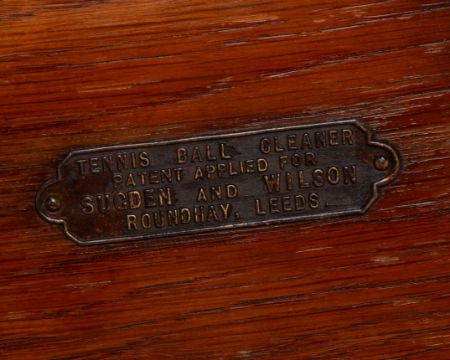 TENNIS BALL CLEANER
PATENT APPLIED FOR
SUGDEN AND WILSON
ROUNDHAY, LEEDS.